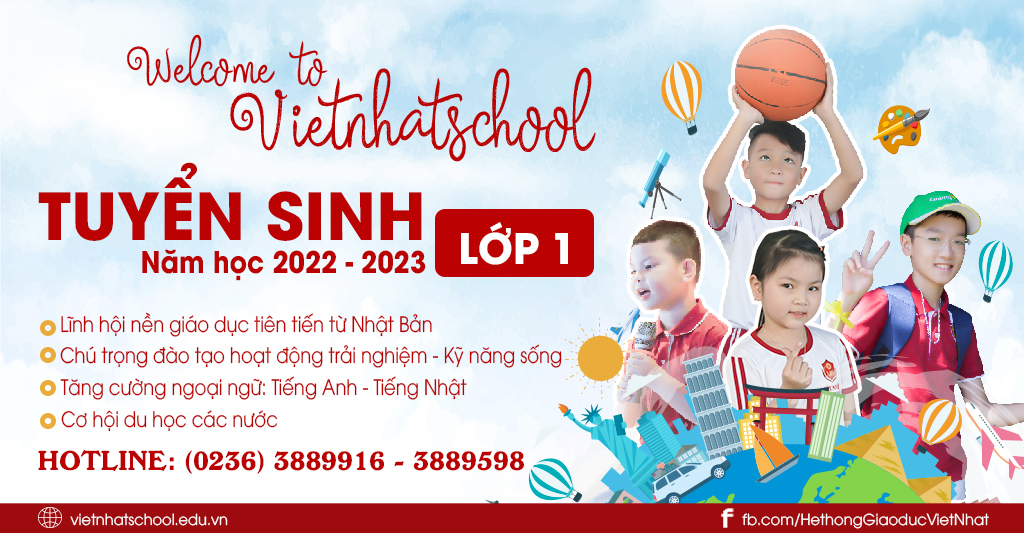 Welcome to
Vietnhatschool
TUYỂN SINH
Năm học 2022 - 2023
LỚP 1
Lĩnh hội nền giáo dục tiên tiến từ Nhật Bản
Chú trọng đào tạo hoạt động trải nghiệm - Kỹ năng sống
Tăng cường ngoại ngữ: Tiếng Anh - Tiếng Nhật
Cơ hội du học các nước
HOTLINE: (0236) 3889916 - 3889598
vietnhatschool.edu.vn
fb.com/HethongGiaoducVietNhat